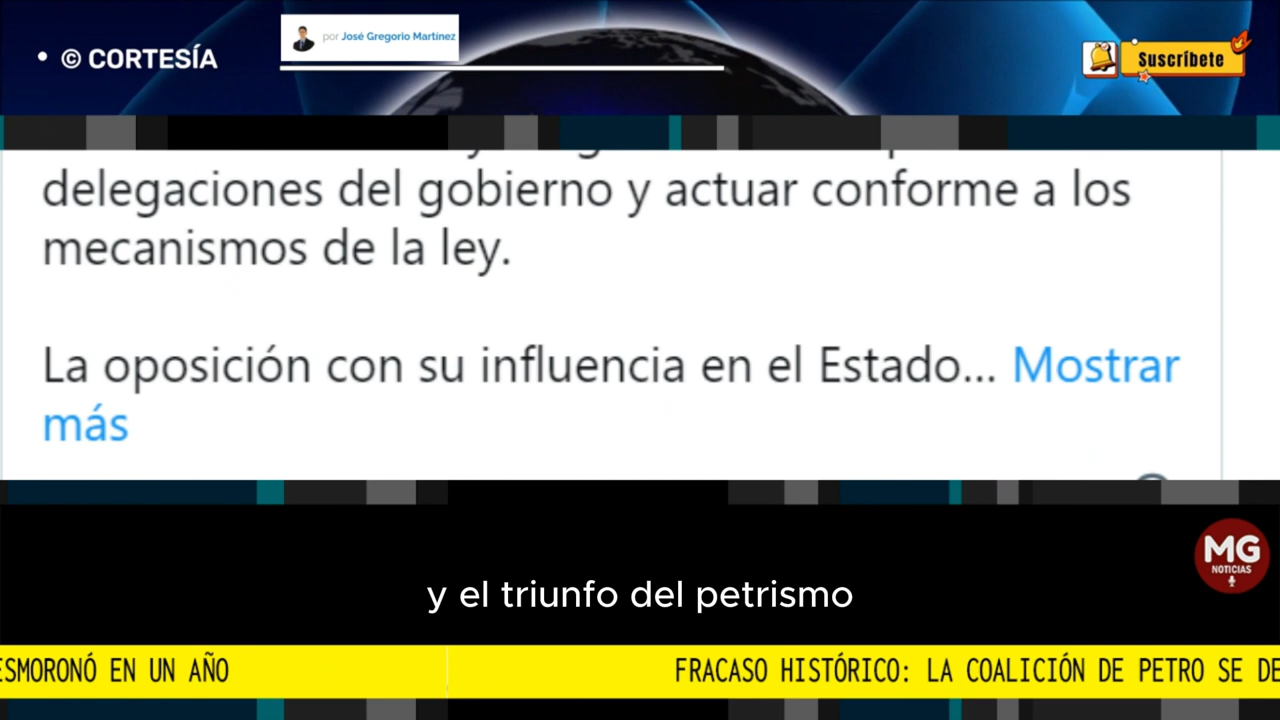 © CORTESÍA
por José Gregorio Martínez
Suscríbete
delegaciones del gobierno y actuar conforme a los
mecanismos de la ley.
La oposición con su influencia en el Estado... Mostrar
más
MG
NOTICIAS
y el triunfo del petrismo
ESMORONÓ EN UN AÑO
FRACASO HISTÓRICO: LA COALICIÓN DE PETRO SE DE